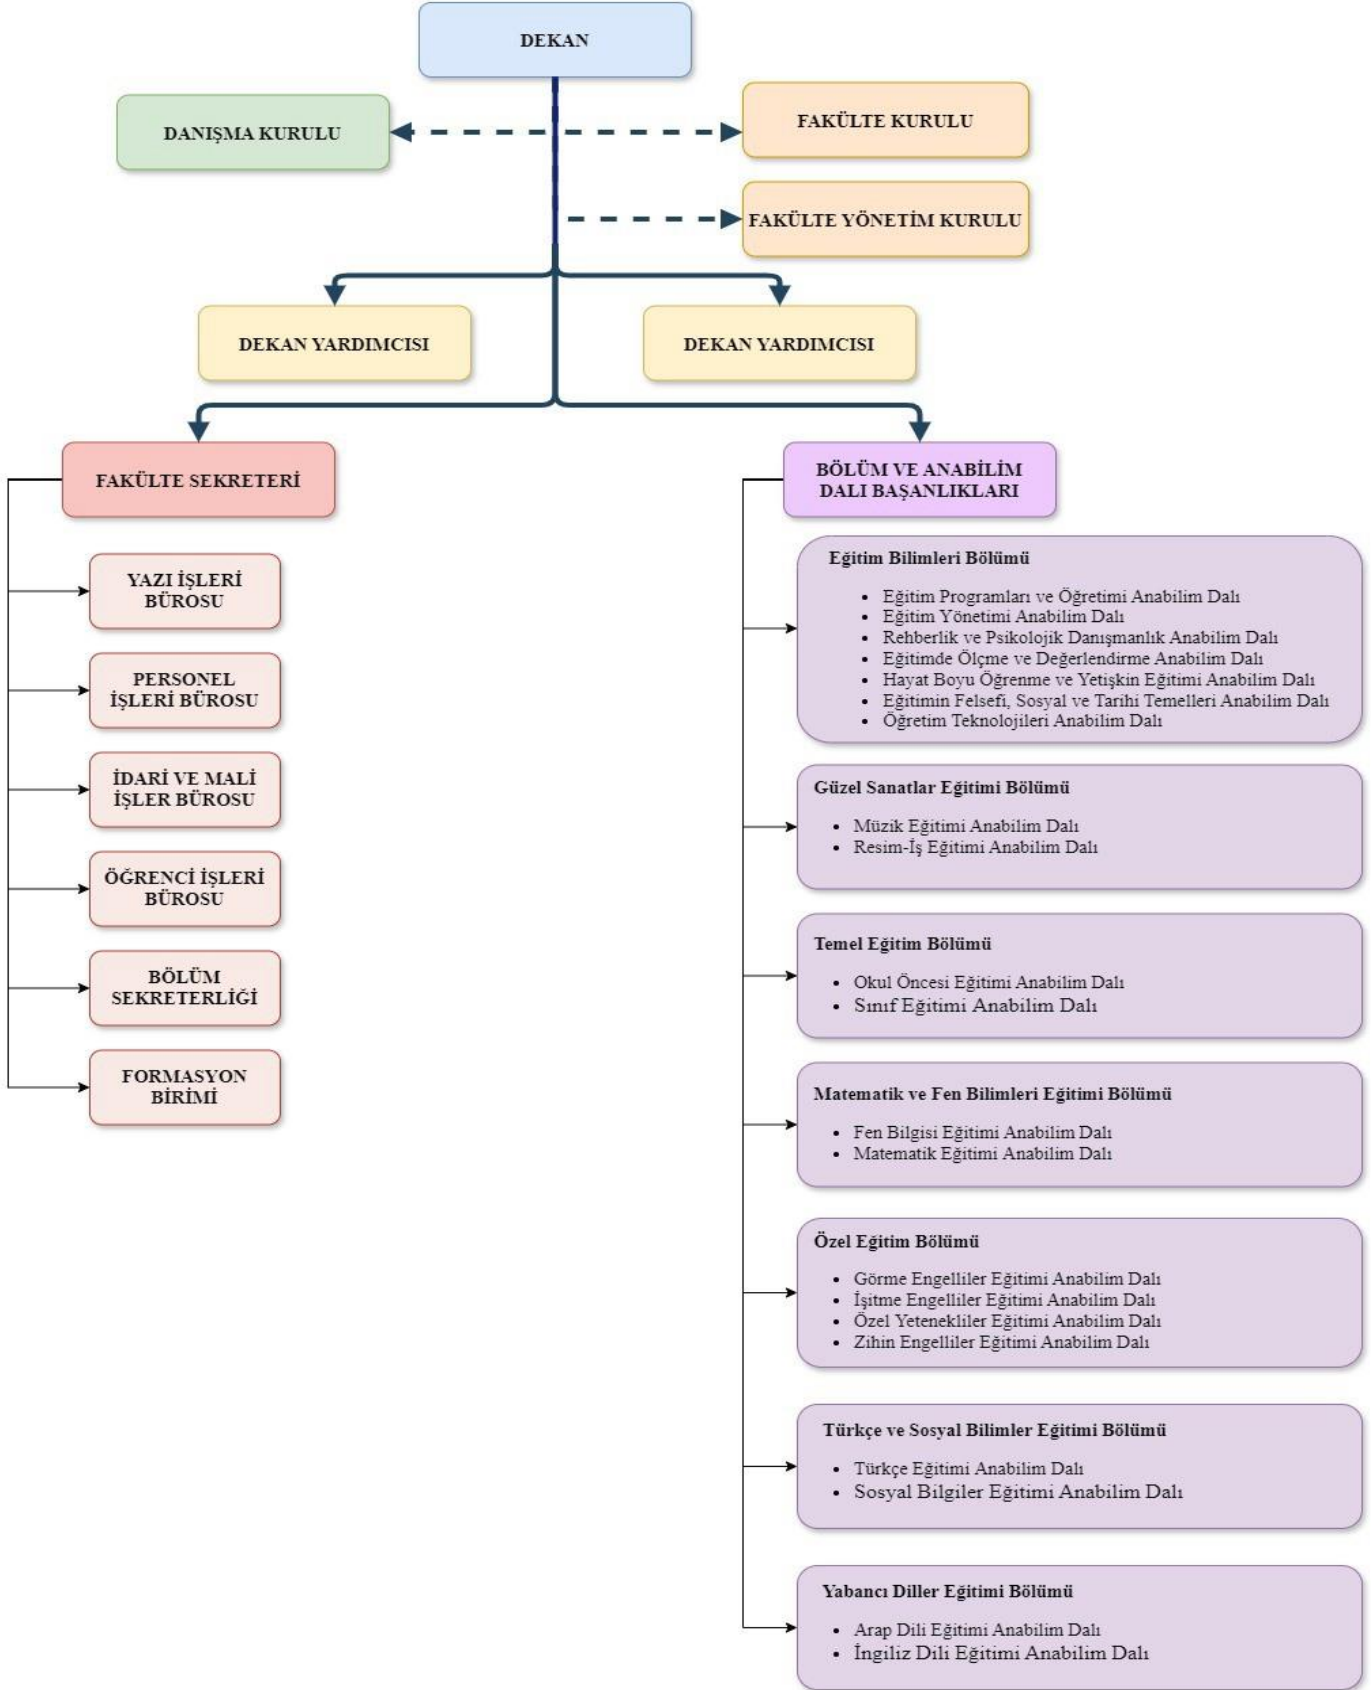 DEKAN
DANIŞMA KURULU
FAKÜLTE KURULU
FAKÜLTE YÖNETİM KURULU
DEKAN YARDIMCISI
DEKAN YARDIMCISI
FAKÜLTE SEKRETERİ
YAZI İŞLERİ
BÜROSU
PERSONEL
İŞLERİ BÜROSU
İDARİ VE MALİ
İŞLER BÜROSU
ÖĞRENCİ İŞLERİ
BÜROSU
BÖLÜM
SEKRETERLİĞİ
FORMASYON
BİRİMİ
BÖLÜM VE ANABİLİM
DALI BAŞANLIKLARI
Eğitim Bilimleri Bölümü
• Eğitim Programları ve Öğretimi Anabilim Dalı
• Eğitim Yönetimi Anabilim Dalı
• Rehberlik ve Psikolojik Danışmanlık Anabilim Dalı
• Eğitimde Ölçme ve Değerlendirme Anabilim Dalı
• Hayat Boyu Öğrenme ve Yetişkin Eğitimi Anabilim Dalı
• Eğitimin Felsefi, Sosyal ve Tarihi Temelleri Anabilim Dalı
• Öğretim Teknolojileri Anabilim Dalı
Güzel Sanatlar Eğitimi Bölümü
• Müzik Eğitimi Anabilim Dalı
• Resim-İş Eğitimi Anabilim Dalı
Temel Eğitim Bölümü
• Okul Öncesi Eğitimi Anabilim Dalı
• Sınıf Eğitimi Anabilim Dalı
Matematik ve Fen Bilimleri Eğitimi Bölümü
• Fen Bilgisi Eğitimi Anabilim Dalı
• Matematik Eğitimi Anabilim Dalı
Özel Eğitim Bölümü
• Görme Engelliler Eğitimi Anabilim Dalı
• İşitme Engelliler Eğitimi Anabilim Dalı
• Özel Yetenekliler Eğitimi Anabilim Dalı
• Zihin Engelliler Eğitimi Anabilim Dalı
Türkçe ve Sosyal Bilimler Eğitimi Bölümü
• Türkçe Eğitimi Anabilim Dalı
• Sosyal Bilgiler Eğitimi Anabilim Dalı
Yabancı Diller Eğitimi Bölümü
• Arap Dili Eğitimi Anabilim Dalı
• İngiliz Dili Eğitimi Anabilim Dalı